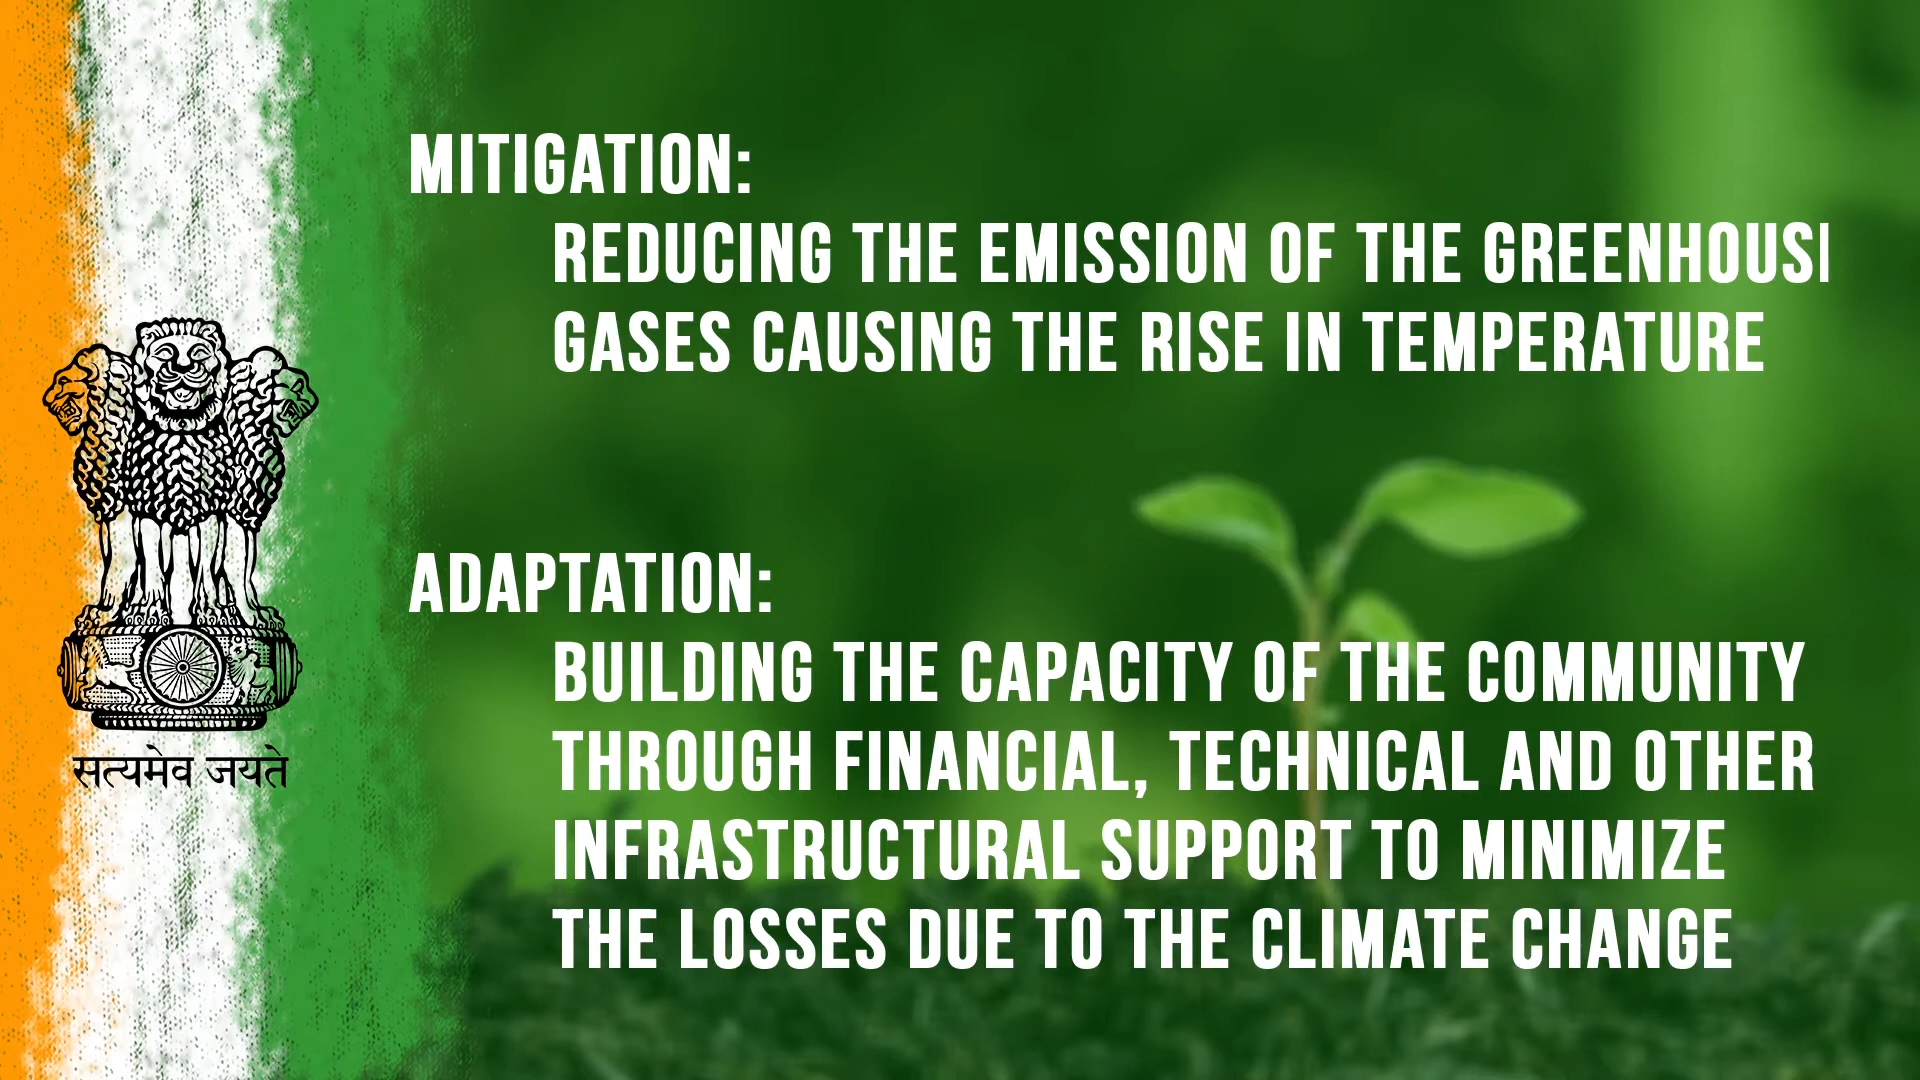 MITIGATION:
REDUCING THE EMISSION OF THE GREENHOUS
GASES CAUSING THE RISE IN TEMPERATURE
ADAPTATION:
BUILDING THE CAPACITY OF THE COMMUNITY
THROUGH FINANCIAL, TECHNICAL AND OTHER
INFRASTRUCTURAL SUPPORT TO MINIMIZE
THE LOSSES DUE TO THE CLIMATE CHANGE
सत्यमेव जयते